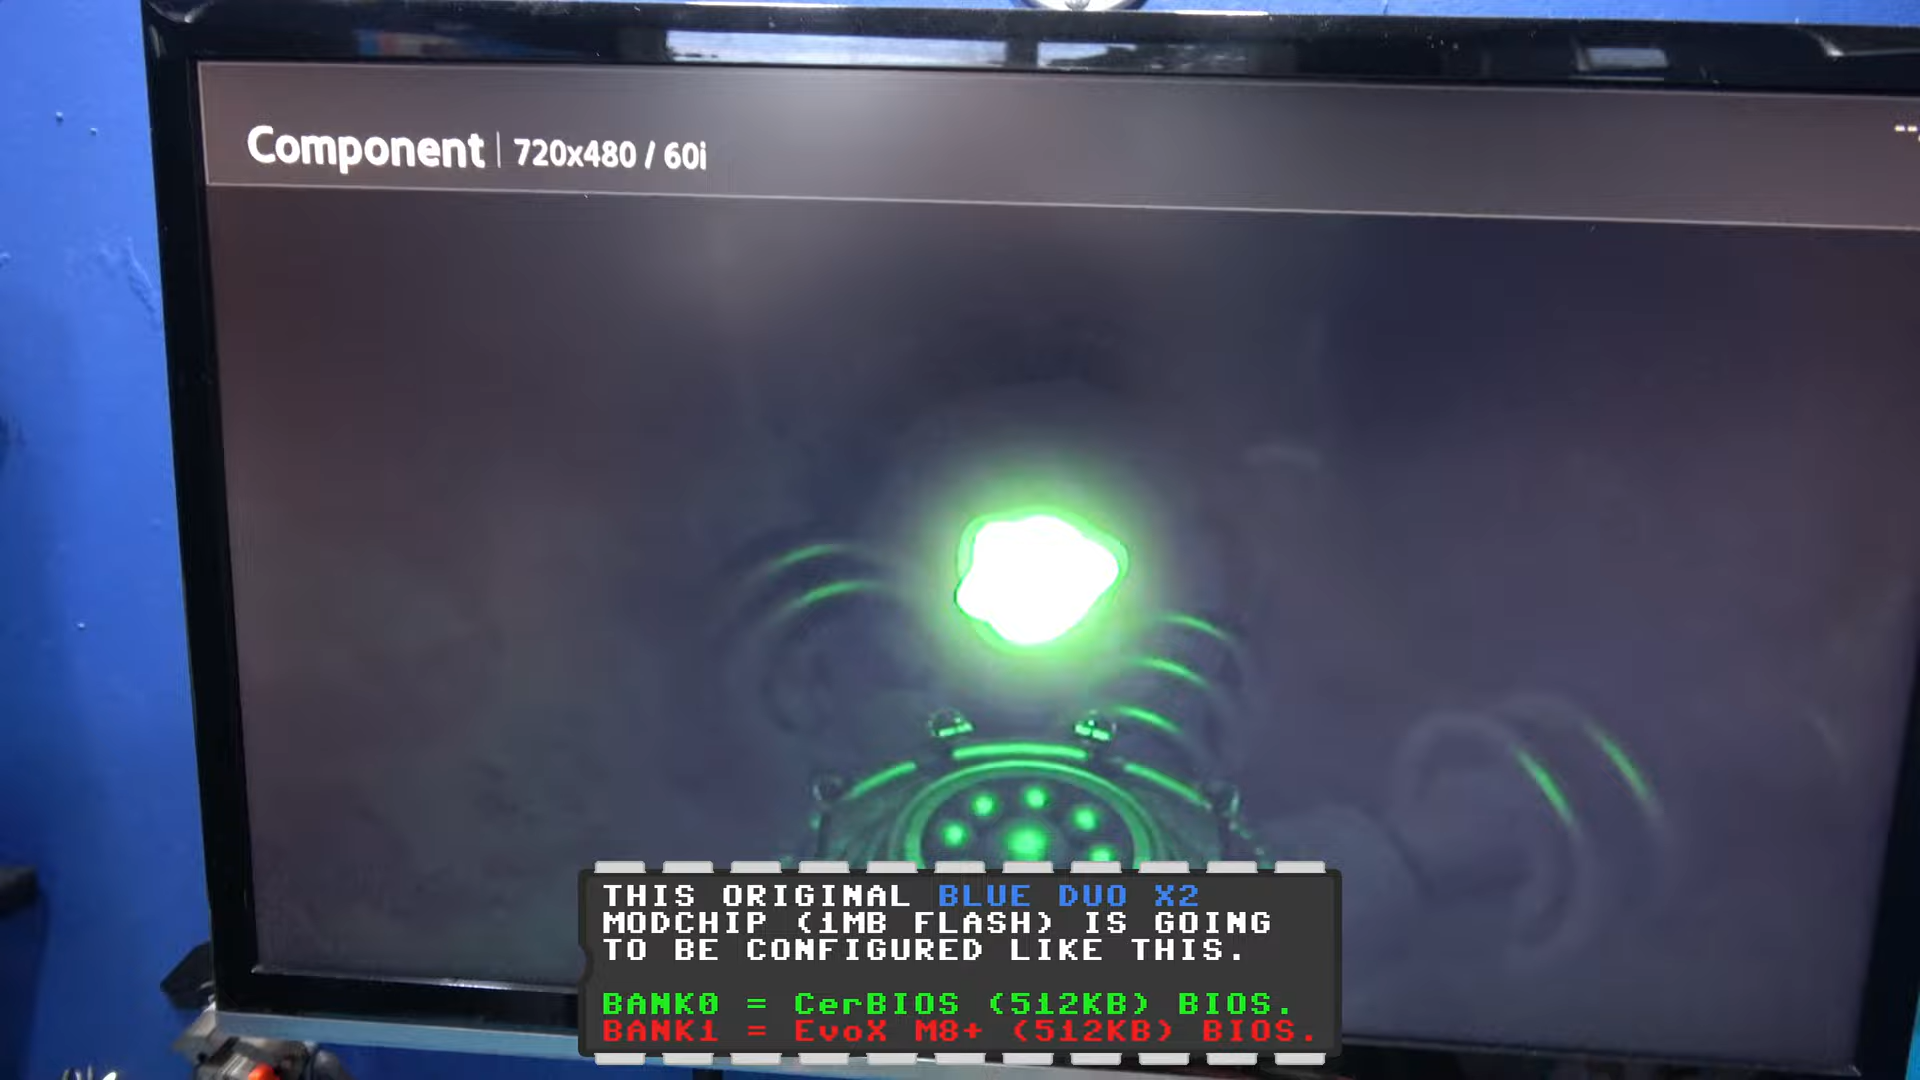 Component | 720x480 / 60i
THIS ORIGINAL BLUE DUO X2
MODCHIP (1MB FLASH) IS GOING
TO BE CONFIGURED LIKE THIS.
BANK0 = CerBIOS (512KB) BIOS.
BANK1 = EvoX M8+ (512KB) BIOS.